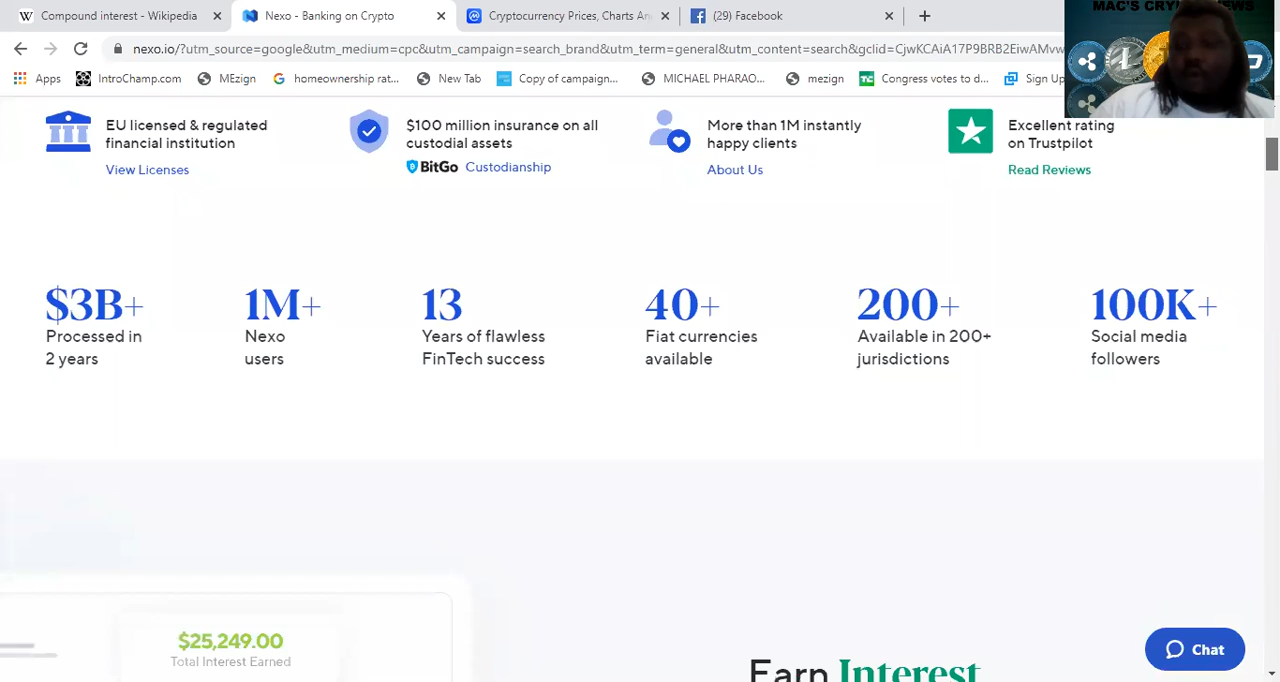 Compound interest - Wikipedia
Nexo - Banking on Crypto
Cryptocurrency Prices, Charts An
(29) Facebook
nexo.io/?utm_source=google&utm_medium=cpc&utm_campaign=search_brand&utm_term=general&utm_content=search&gclid=CjwKCAiA17P9BRB2EiwAMvw
Apps
IntroChamp.com
MEzign
homeownership rat...
New Tab
Copy of campaign...
MICHAEL PHARAO...
mezign
Congress votes to d...
Sign Up
EU licensed & regulated
financial institution
View Licenses
$100 million insurance on all
custodial assets
BitGo Custodianship
More than 1M instantly
happy clients
About Us
Excellent rating
on Trustpilot
Read Reviews
$3B+
Processed in
2 years
1M+
Nexo
users
13
Years of flawless
FinTech success
40+
Fiat currencies
available
200+
Available in 200+
jurisdictions
100K+
Social media
followers
$25,249.00
Total Interest Earned
Earn Interest
Chat